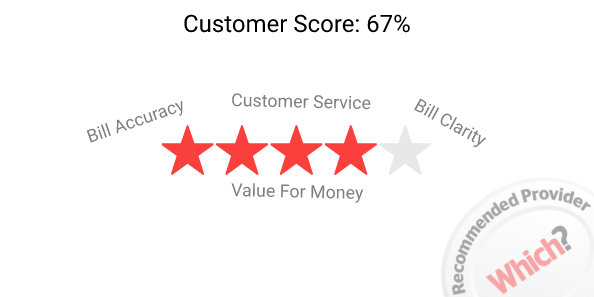 Customer Score: 67%
Bill Accuracy
Customer Service
Bill Clarity
Value For Money
Recommended Provider
Which?